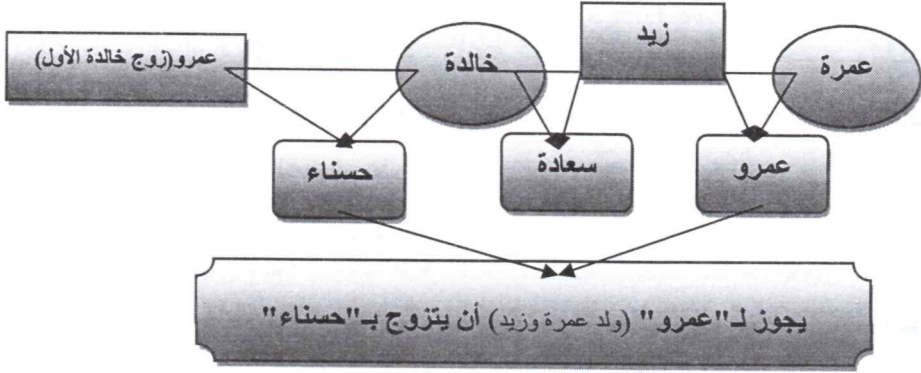 زيد
عمرة
خالدة
عمرو(زوج خالدة الأول)
عمرو
سعادة
حسناء
يجوز لـ"عمرو" (ولد عمرة وزيد) أن يتزوج بـ"حسناء"